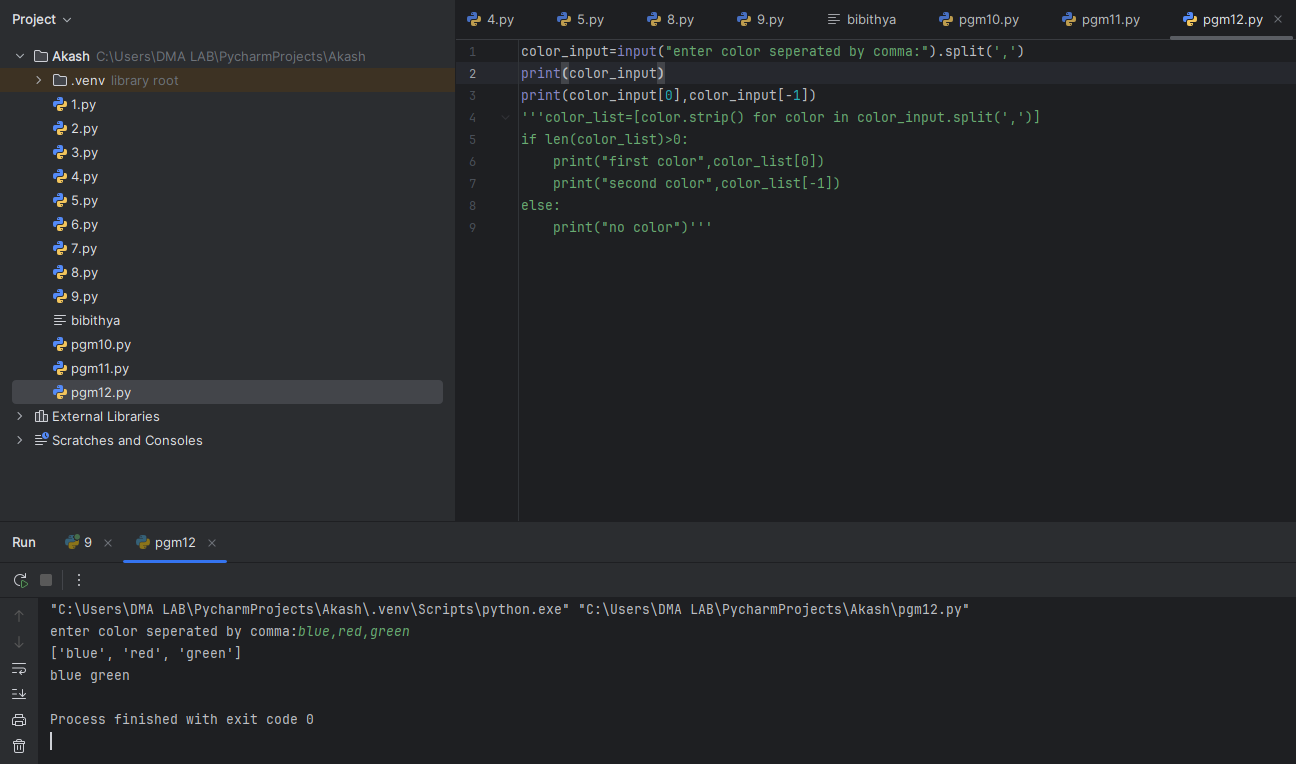 Project
Akash C:\Users\DMA LAB\PycharmProjects\Akash
.venv library root
1.py
2.py
3.py
4.py
5.py
6.py
7.py
8.py
9.py
bibithya
pgm10.py
pgm11.py
pgm12.py
External Libraries
Scratches and Consoles
4.py 5.py 8.py 9.py bibithya pgm10.py pgm11.py pgm12.py
1 color_input=input("enter color seperated by comma:").split(',')
2 print(color_input)
3 print(color_input[0],color_input[-1])
4 '''color_list=[color.strip() for color in color_input.split(',')]
5 if len(color_list)>0:
6     print("first color",color_list[0])
7     print("second color",color_list[-1])
8 else:
9     print("no color")'''
Run 9 pgm12
"C:\Users\DMA LAB\PycharmProjects\Akash\.venv\Scripts\python.exe" "C:\Users\DMA LAB\PycharmProjects\Akash\pgm12.py"
enter color seperated by comma:blue,red,green
['blue', 'red', 'green']
blue green
Process finished with exit code 0